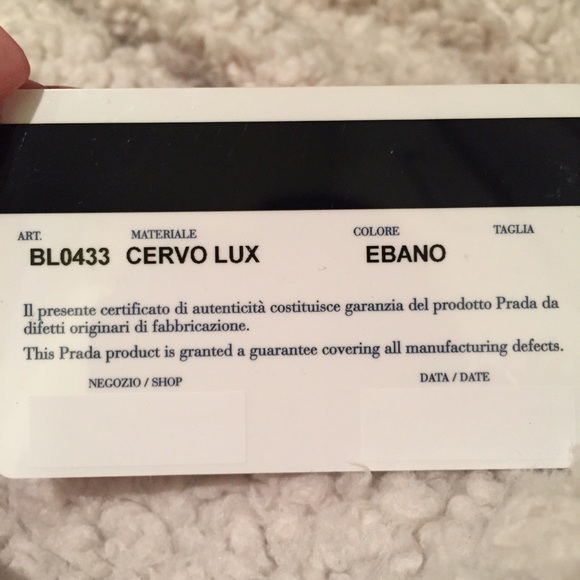 ART. MATERIALE COLORE TAGLIA
BL0433 CERVO LUX EBANO
Il presente certificato di autenticità costituisce garanzia del prodotto Prada da
difetti originari di fabbricazione.
This Prada product is granted a guarantee covering all manufacturing defects.
NEGOZIO / SHOP DATA / DATE